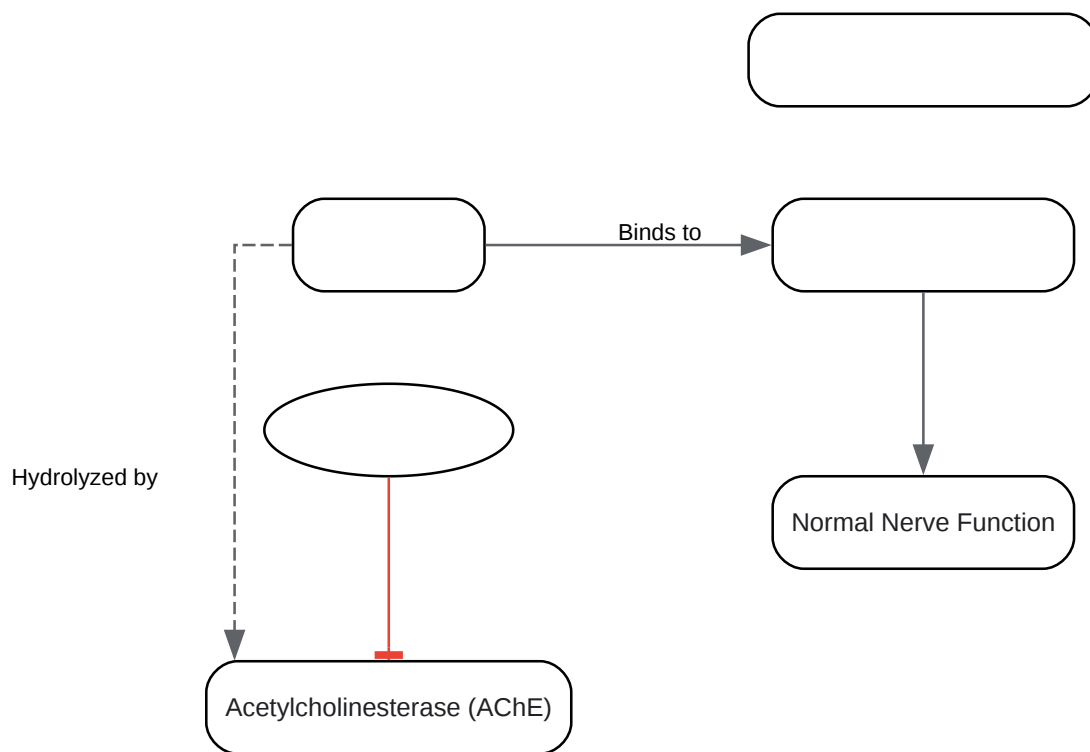 Binds to
Hydrolyzed by
Normal Nerve Function
Acetylcholinesterase (AChE)